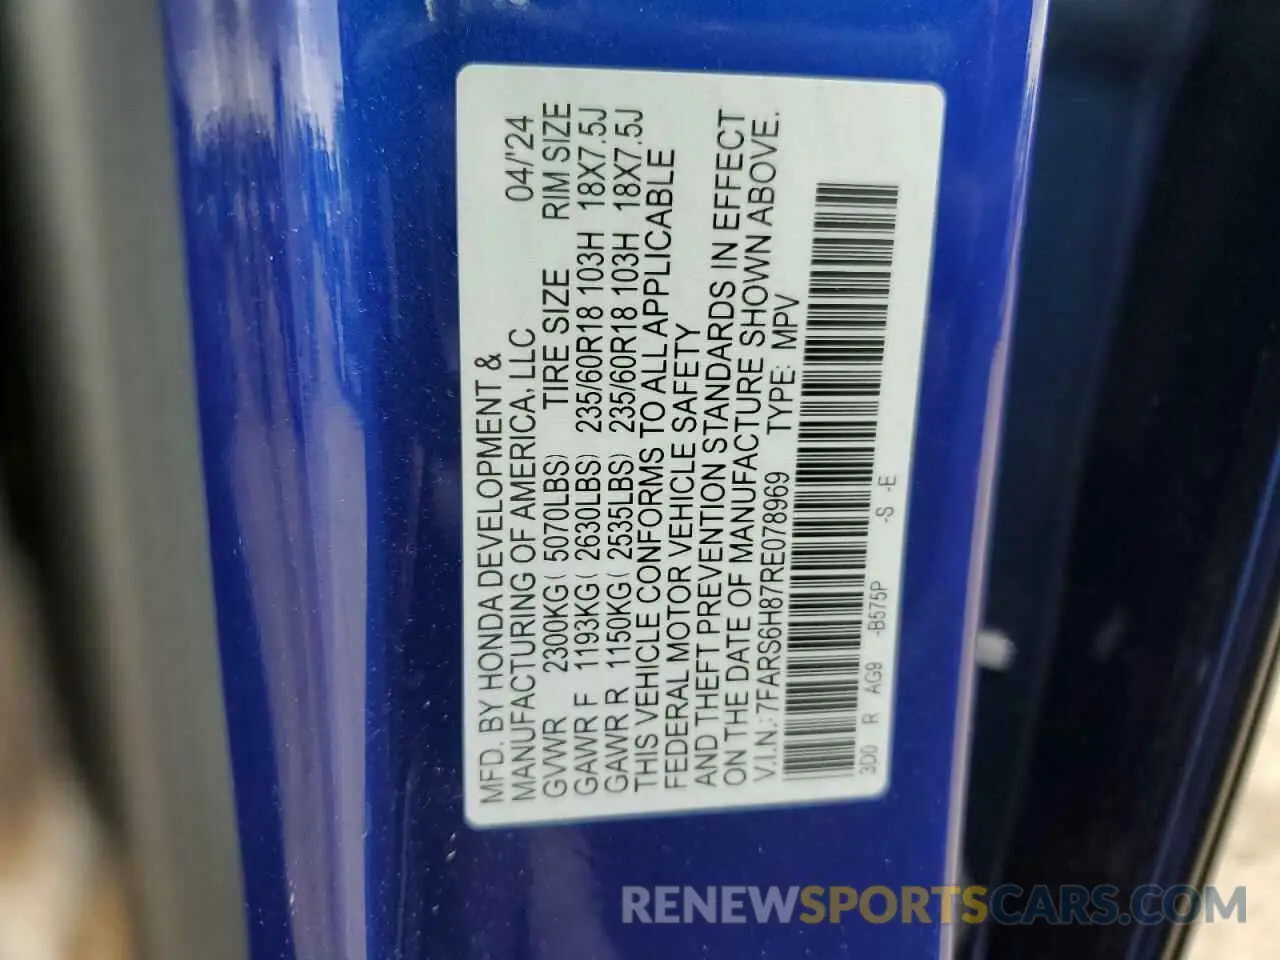 MFD. BY HONDA DEVELOPMENT &
MANUFACTURING OF AMERICA, LLC 04/'24
GVWR 2300KG( 5070LBS) TIRE SIZE RIM SIZE
GAWR F 1193KG( 2630LBS) 235/60R18 103H 18X7.5J
GAWR R 1150KG( 2535LBS) 235/60R18 103H 18X7.5J
THIS VEHICLE CONFORMS TO ALL APPLICABLE
FEDERAL MOTOR VEHICLE SAFETY
AND THEFT PREVENTION STANDARDS IN EFFECT
ON THE DATE OF MANUFACTURE SHOWN ABOVE.
V.I.N.: 7FARS6H87RE078969 TYPE: MPV
3D0 R AG9 -B575P -S -E
RENEWSPORTSCARS.COM